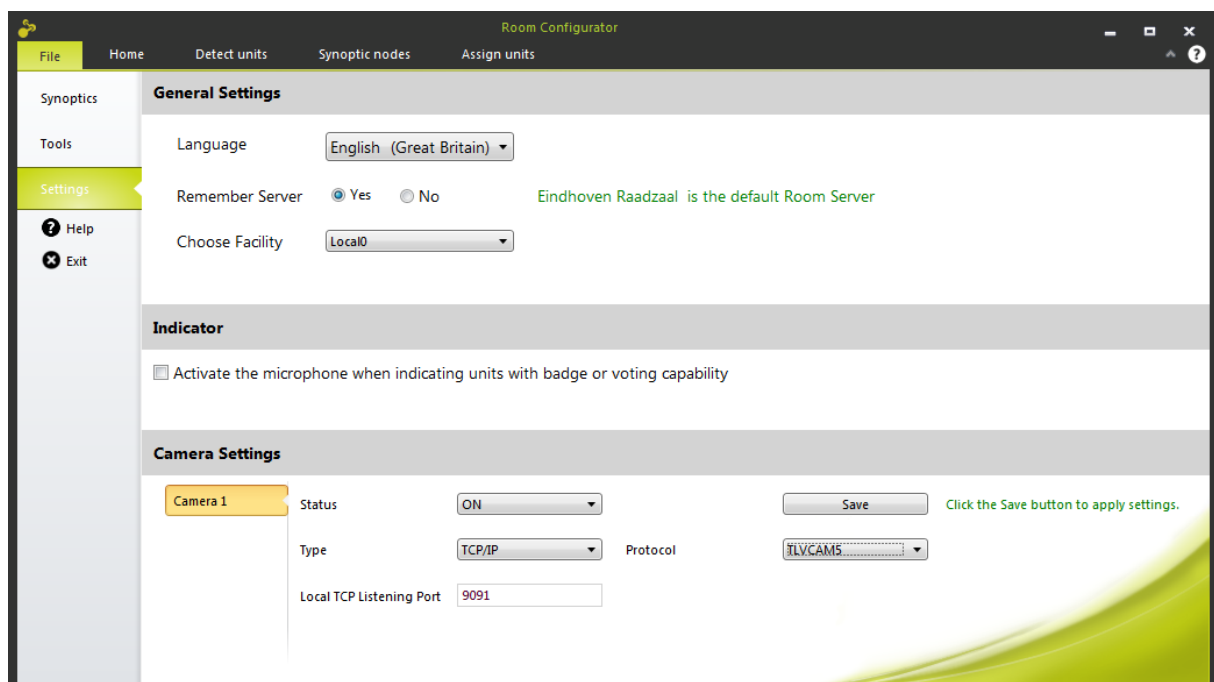 Room Configurator
File Home Detect units Synoptic nodes Assign units
?
Synoptics
Tools
Settings
? Help
Exit
General Settings
Language English (Great Britain)
Remember Server Yes No Eindhoven Raadzaal is the default Room Server
Choose Facility Local0
Indicator
Activate the microphone when indicating units with badge or voting capability
Camera Settings
Camera 1 Status ON Save Click the Save button to apply settings.
Type TCP/IP Protocol TLVCAM5
Local TCP Listening Port 9091